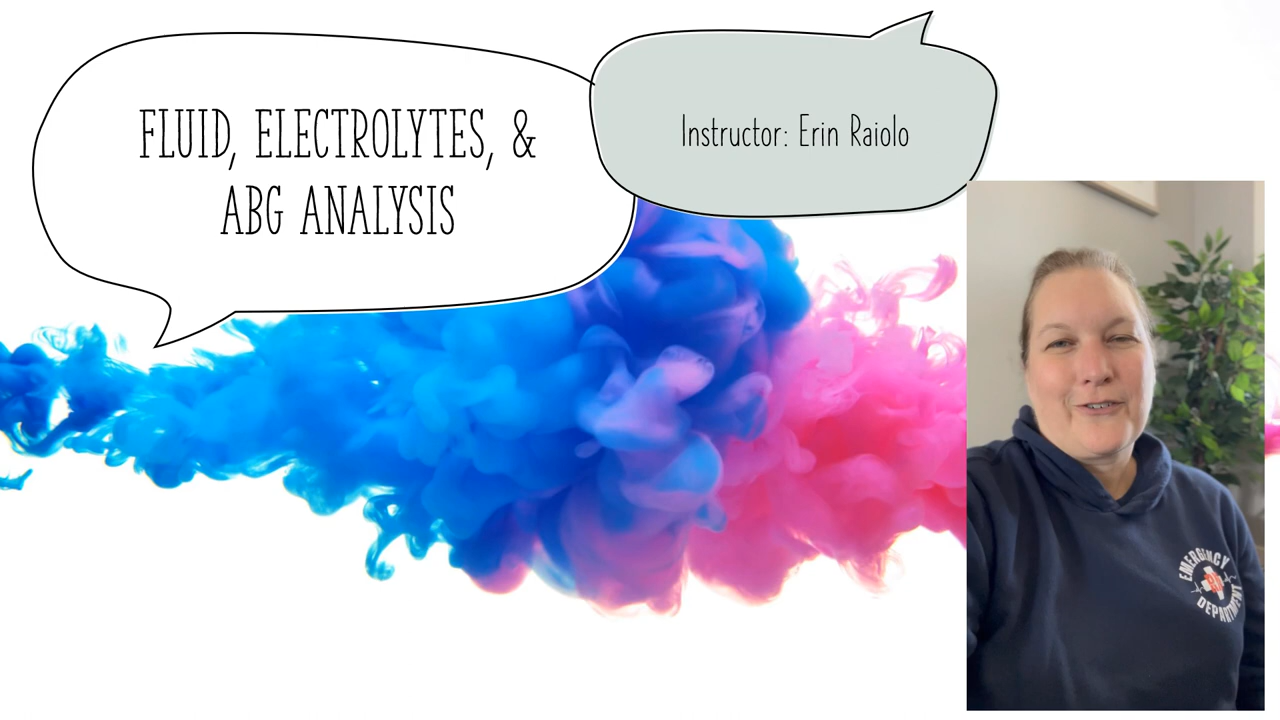 FLUID, ELECTROLYTES, &
ABG ANALYSIS
Instructor: Erin Raiolo
EMERGENCY
DEPARTMENT